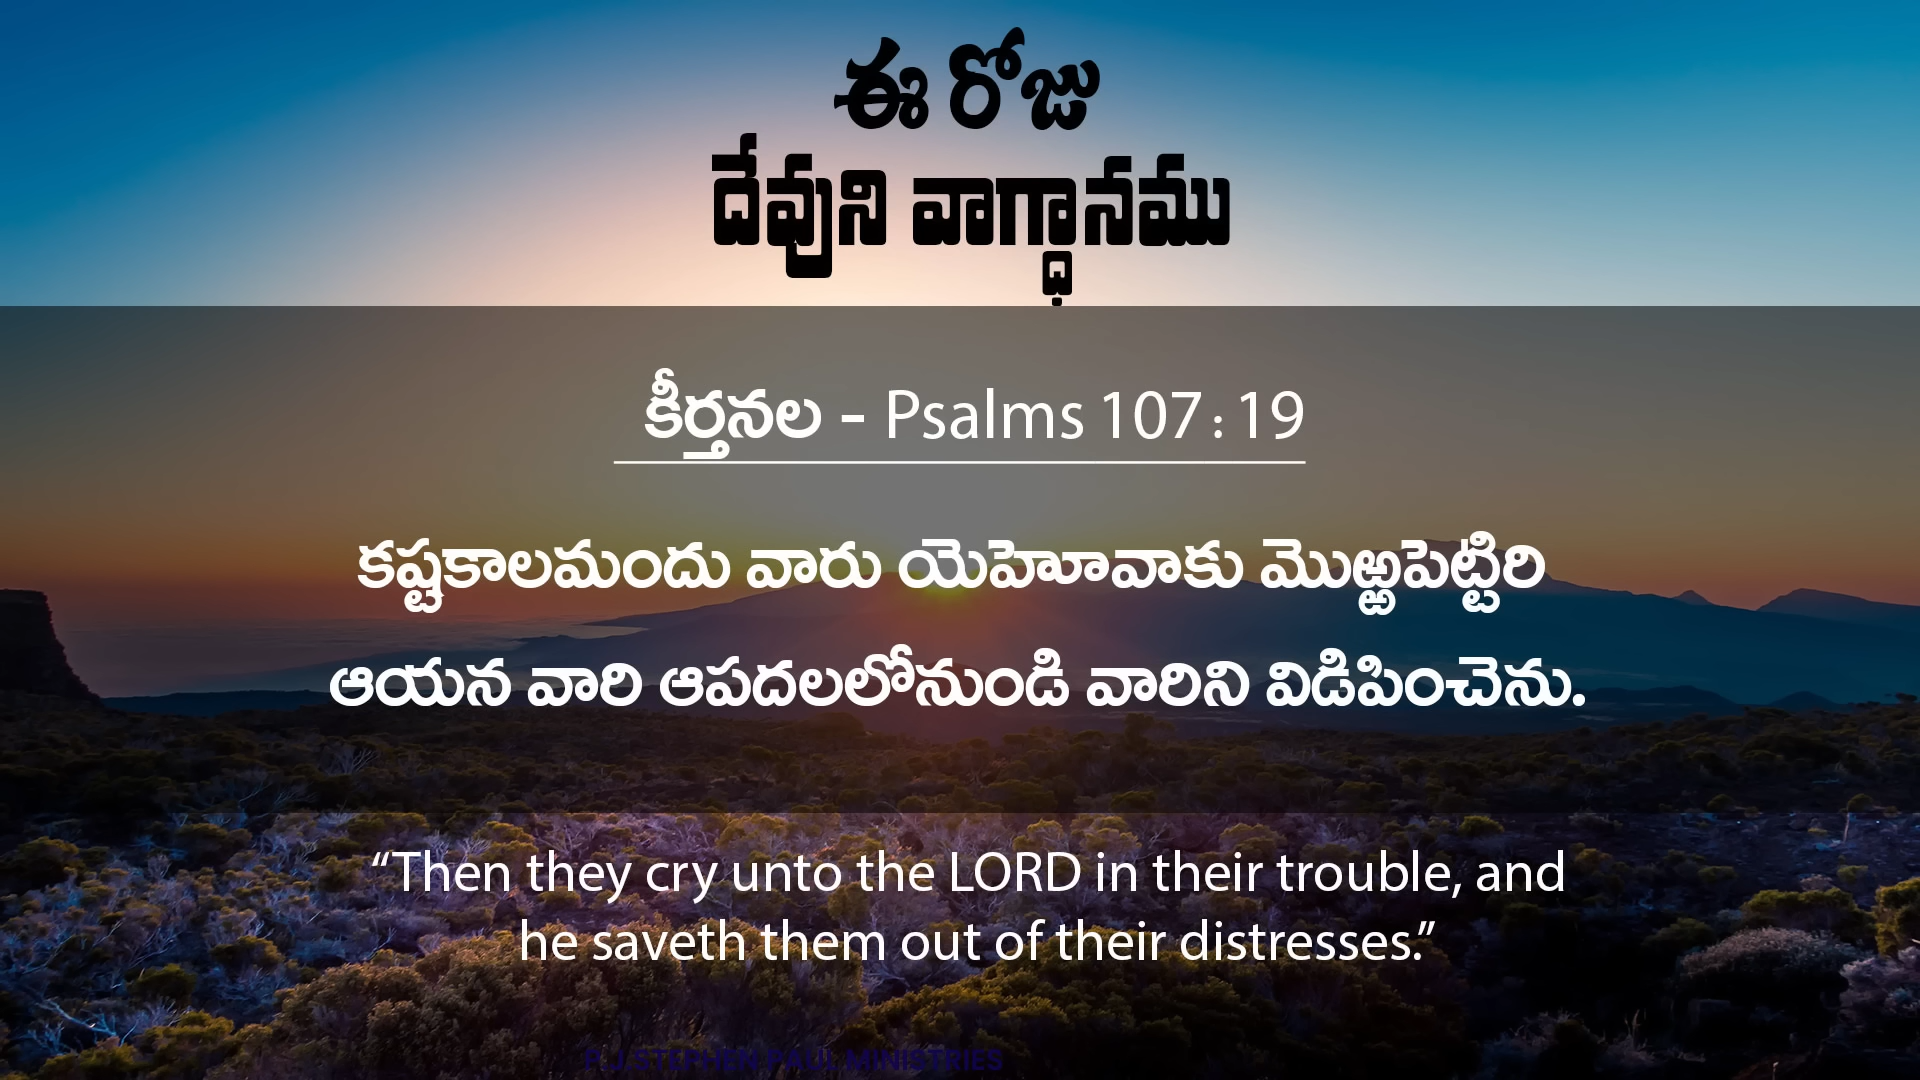 ఈ రోజు
దేవుని వాగ్ధానము
కీర్తనల - Psalms 107 : 19
కష్టకాలమందు వారు యెహోవాకు మొఱ్ఱపెట్టిరి
ఆయన వారి ఆపదలలోనుండి వారిని విడిపించెను.
“Then they cry unto the LORD in their trouble, and
he saveth them out of their distresses.”
P.J.STEPHEN PAUL MINISTRIES